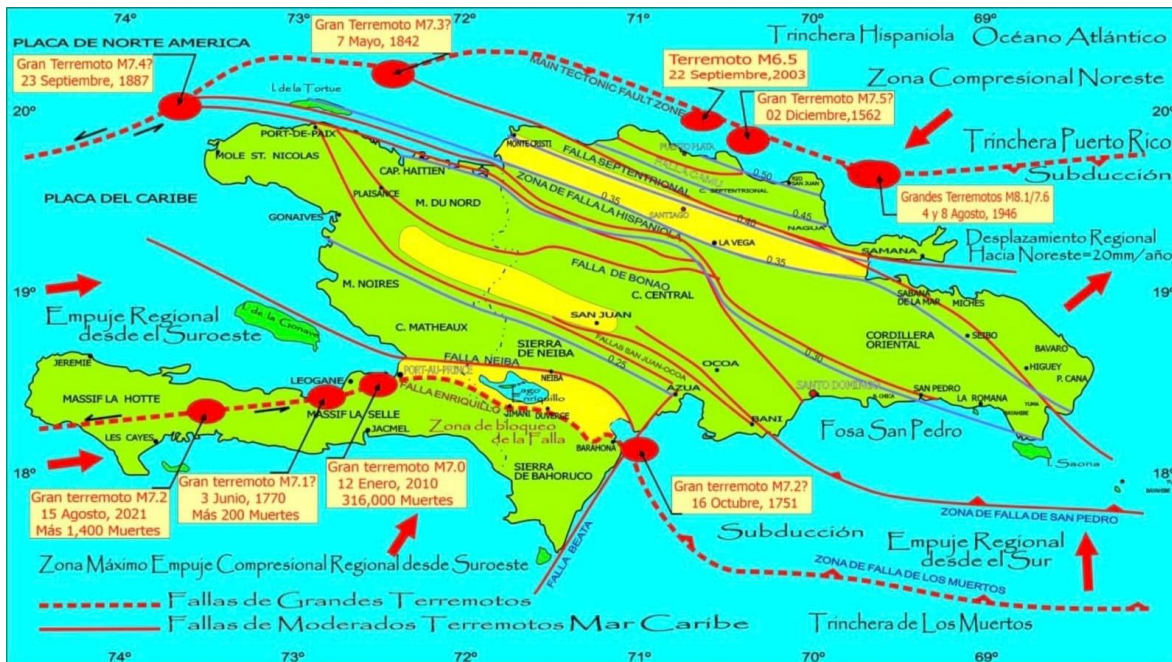 74°
73°
72°
71°
70°
69°
PLACA DE NORTE AMERICA
Gran Terremoto M7.4?
23 Septiembre, 1887
Gran Terremoto M7.3?
7 Mayo, 1842
Trinchera Hispaniola
Océano Atlántico
Terremoto M6.5
22 Septiembre,2003
Zona Compresional Noreste
MAIN TECTONIC FAULT ZONE
Gran Terremoto M7.5?
02 Diciembre,1562
I. de la Tortue
20°
20°
Trinchera Puerto Rico
Subducción
PORT-DE-PAIX
MOLE ST. NICOLAS
MONTE CRISTI
PUERTO PLATA
FALLA CAMU
0.50
RIO
SAN JUAN
CAP. HAITIEN
FALLA SEPTENTRIONAL
C. SEPTENTRIONAL
Grandes Terremotos M8.1/7.6
4 y 8 Agosto, 1946
PLACA DEL CARIBE
PLAISANCE
ZONA DE FALLA LA HISPANIOLA
0.35
0.40
0.45
SANTIAGO
NAGUA
GONAIVES
M. DU NORD
LA VEGA
0.35
SAMANA
Desplazamiento Regional
Hacia Noreste=20mm/año
M. NOIRES
FALLA DE BONAO
C. CENTRAL
SABANA
DE LA MAR
MICHES
19°
19°
Empuje Regional
desde el Suroeste
I. de la Gonave
C. MATHEAUX
SAN JUAN
CORDILLERA
ORIENTAL
SEIBO
BAVARO
SIERRA
DE NEIBA
FALLAS SAN JUAN-OCOA
0.25
0.30
OCOA
HIGUEY
P. CANA
JEREMIE
FALLA NEIBA
PORT-AU-PRINCE
NEIBA
LEOGANE
FALLA ENRIQUILLO
Lago
Enriquillo
AZUA
SANTO DOMINGO
SAN PEDRO
LA ROMANA
YUMA
MASSIF LA HOTTE
MASSIF LA SELLE
JIMANI
DUVERGE
BANI
Zona de bloqueo
de la Falla
LES CAYES
JACMEL
BARAHONA
Fosa San Pedro
I. Saona
18°
18°
SIERRA
DE BAHORUCO
Gran terremoto M7.2
15 Agosto, 2021
Más 1,400 Muertes
Gran terremoto M7.1?
3 Junio, 1770
Más 200 Muertes
Gran terremoto M7.0
12 Enero, 2010
316,000 Muertes
Gran terremoto M7.2?
16 Octubre, 1751
ZONA DE FALLA DE SAN PEDRO
Subducción
Empuje Regional
desde el Sur
FALLA BEATA
Zona Máximo Empuje Compresional Regional desde Suroeste
ZONA DE FALLA DE LOS MUERTOS
Fallas de Grandes Terremotos
Fallas de Moderados Terremotos
Mar Caribe
Trinchera de Los Muertos
74°
73°
72°
71°
70°
69°